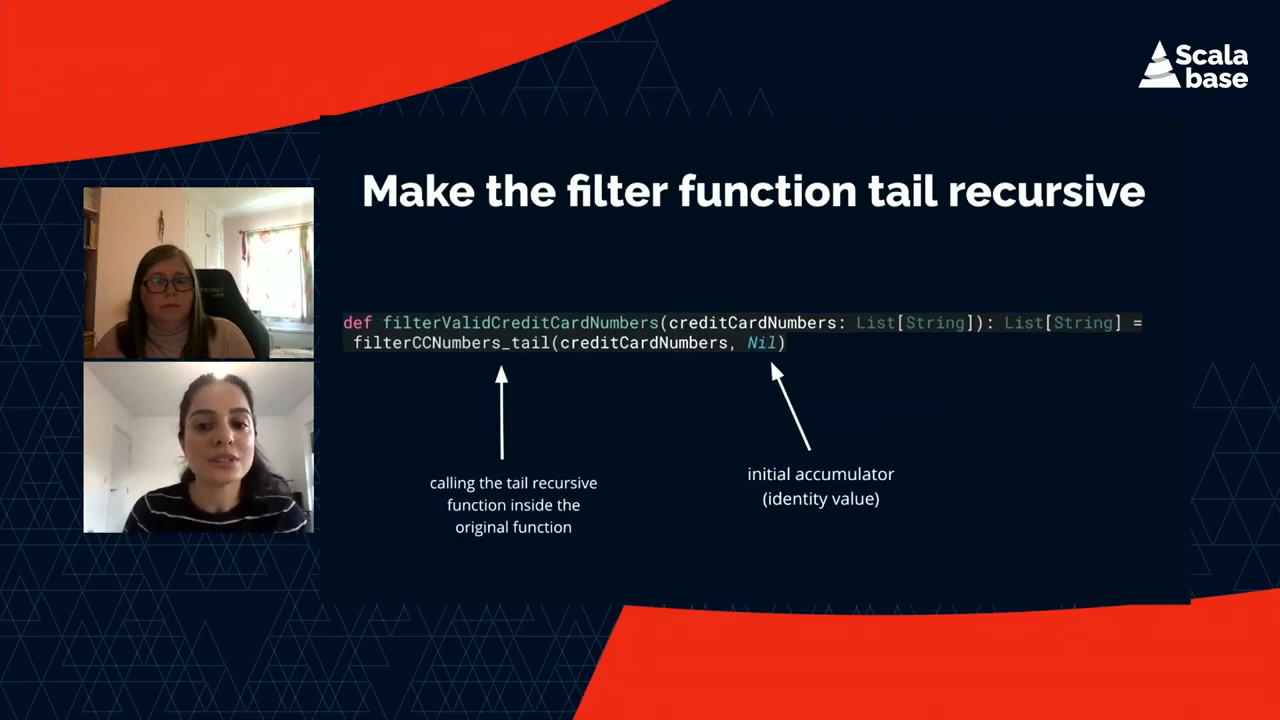 Scala
base
Make the filter function tail recursive
def filterValidCreditCardNumbers(creditCardNumbers: List[String]): List[String] =
filterCCNumbers_tail(creditCardNumbers, Nil)
calling the tail recursive
function inside the
original function
initial accumulator
(identity value)